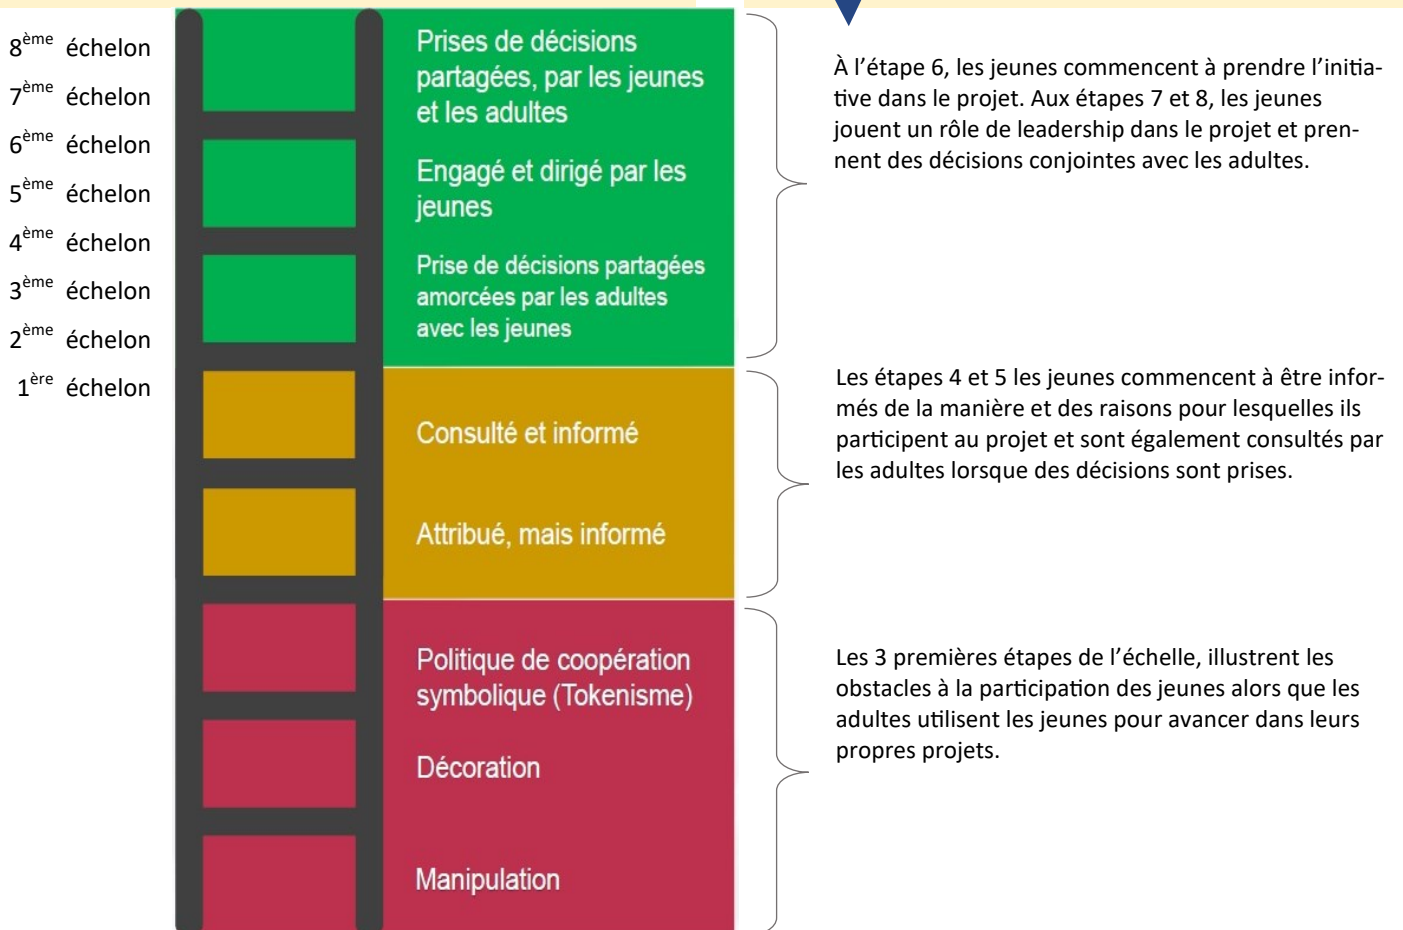 8ème échelon
7ème échelon
6ème échelon
5ème échelon
4ème échelon
3ème échelon
2ème échelon
1ère échelon
Prises de décisions
partagées, par les jeunes
et les adultes
Engagé et dirigé par les
jeunes
Prise de décisions partagées
amorcées par les adultes
avec les jeunes
Consulté et informé
Attribué, mais informé
Politique de coopération
symbolique (Tokenisme)
Décoration
Manipulation
À l’étape 6, les jeunes commencent à prendre l’initia-
tive dans le projet. Aux étapes 7 et 8, les jeunes
jouent un rôle de leadership dans le projet et pren-
nent des décisions conjointes avec les adultes.
Les étapes 4 et 5 les jeunes commencent à être infor-
més de la manière et des raisons pour lesquelles ils
participent au projet et sont également consultés par
les adultes lorsque des décisions sont prises.
Les 3 premières étapes de l’échelle, illustrent les
obstacles à la participation des jeunes alors que les
adultes utilisent les jeunes pour avancer dans leurs
propres projets.